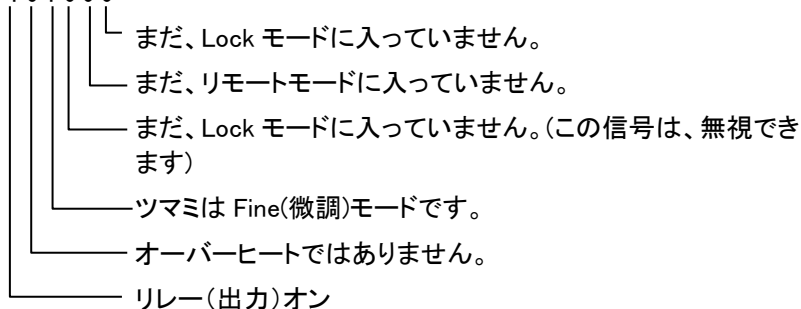 まだ、Lock モードに入っていません。
まだ、リモートモードに入っていません。
まだ、Lock モードに入っていません。(この信号は、無視でき
ます)
ツマミは Fine(微調)モードです。
オーバーヒートではありません。
リレー(出力)オン